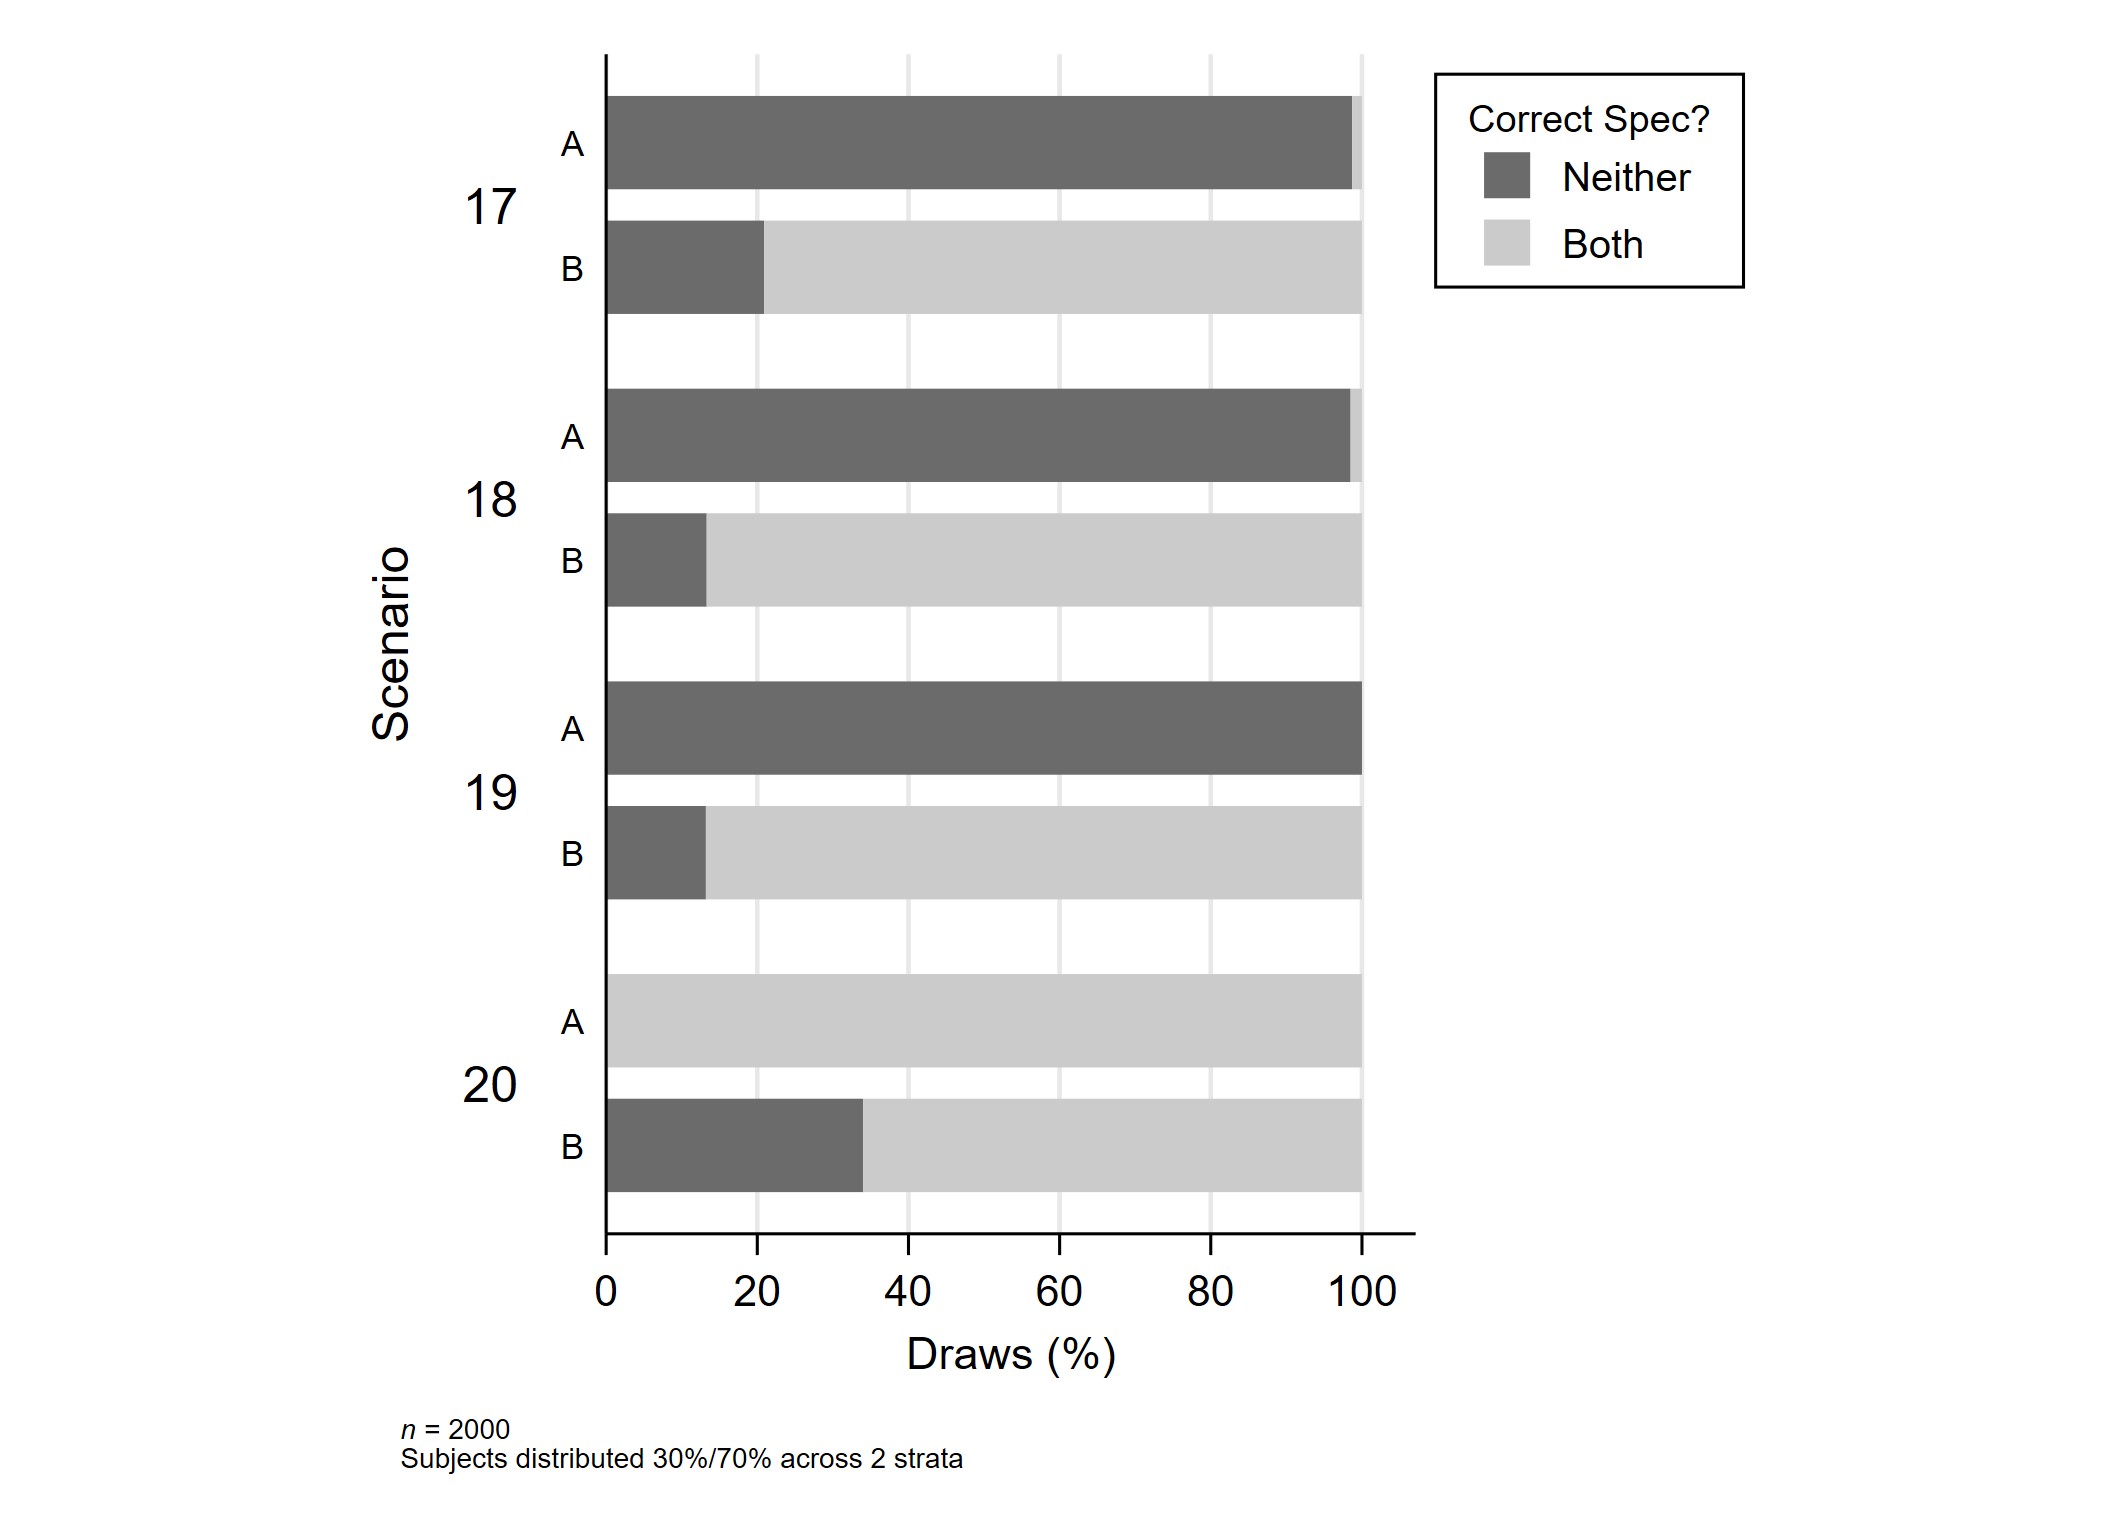 Correct Spec?
Neither
Both
Scenario
17
A
B
18
A
B
19
A
B
20
A
B
0 20 40 60 80 100
Draws (%)
n = 2000
Subjects distributed 30%/70% across 2 strata